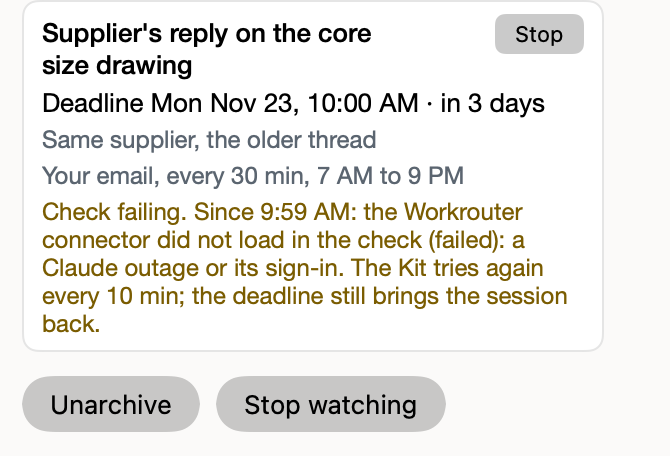 Supplier's reply on the core
size drawing
Stop
Deadline Mon Nov 23, 10:00 AM · in 3 days
Same supplier, the older thread
Your email, every 30 min, 7 AM to 9 PM
Check failing. Since 9:59 AM: the Workrouter
connector did not load in the check (failed): a
Claude outage or its sign-in. The Kit tries again
every 10 min; the deadline still brings the session
back.
Unarchive
Stop watching